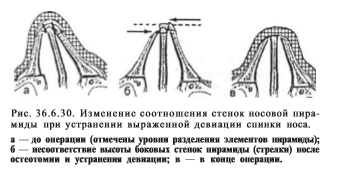 а
б
в
Рис. 36.6.30. Изменение соотношения стенок носовой пира-
миды при устранении выраженной девиации спинки носа.
а — до операции (отмечены уровни разделения элементов пирамиды);
б — несоответствие высоты боковых стенок пирамиды (стрелки) после
остеотомии и устранения девиации; в — в конце операции.